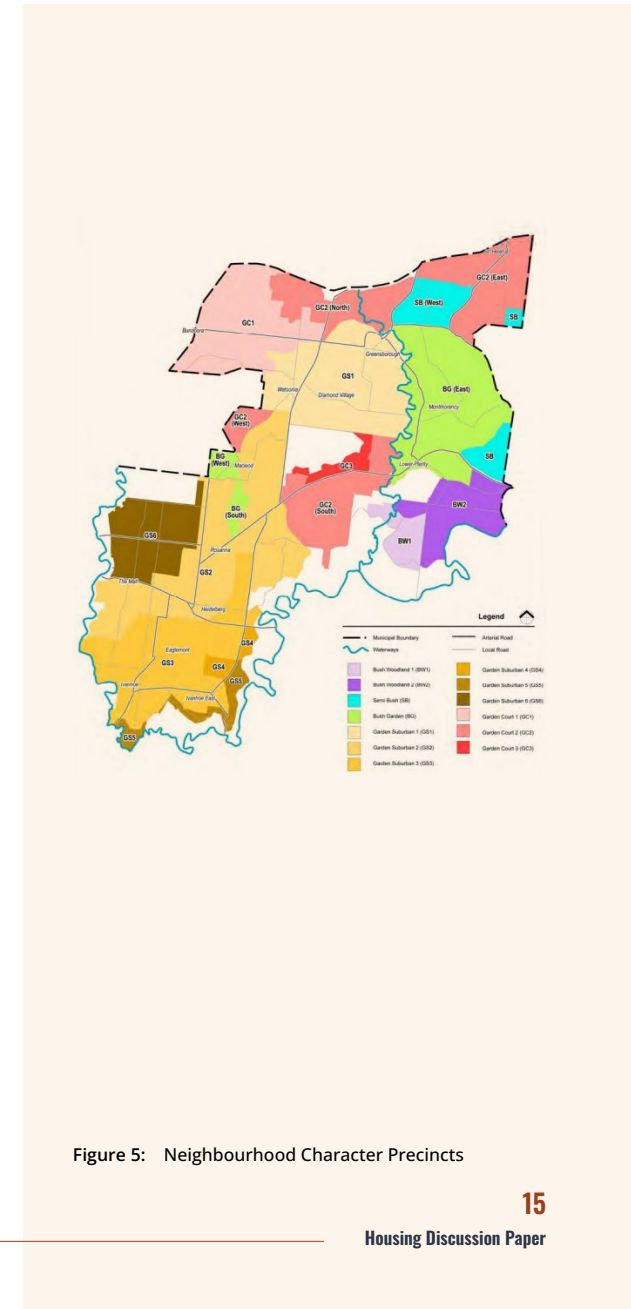 St Helena
GC2 (East)
SB (West)
GC2 (North)
SB
GC1
Bundoora
Greensborough
GS1
BG (East)
Watsonia
Diamond Village
Montmorency
GC2
(West)
BG
(West)
Macleod
GC3
Lower Plenty
SB
BG
(South)
GC2
(South)
BW2
GS6
BW1
Rosanna
GS2
The Mall
Heidelberg
Legend
GS4
Municipal Boundary
Arterial Road
Waterways
Local Road
Eaglemont
GS3
GS4
Bush Woodland 1 (BW1)
Garden Suburban 4 (GS4)
GS5
Bush Woodland 2 (BW2)
Garden Suburban 5 (GS5)
Ivanhoe
Semi Bush (SB)
Garden Suburban 6 (GS6)
Ivanhoe East
Bush Garden (BG)
Garden Court 1 (GC1)
Garden Suburban 1 (GS1)
Garden Court 2 (GC2)
GS5
Garden Suburban 2 (GS2)
Garden Court 3 (GC3)
Garden Suburban 3 (GS3)
Figure 5: Neighbourhood Character Precincts
15
Housing Discussion Paper